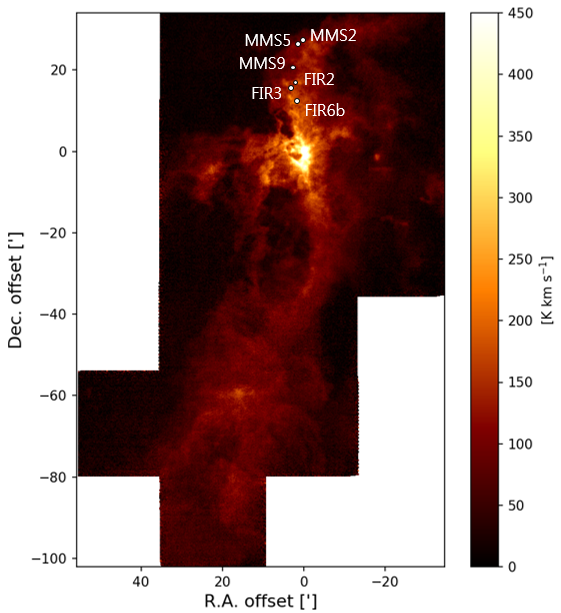 MMS5 MMS2
MMS9
FIR2
FIR3
FIR6b
20
0
−20
−40
−60
−80
−100
Dec. offset [']
40 20 0 −20
R.A. offset [']
450
400
350
300
250
200
150
100
50
0
[K km s⁻¹]